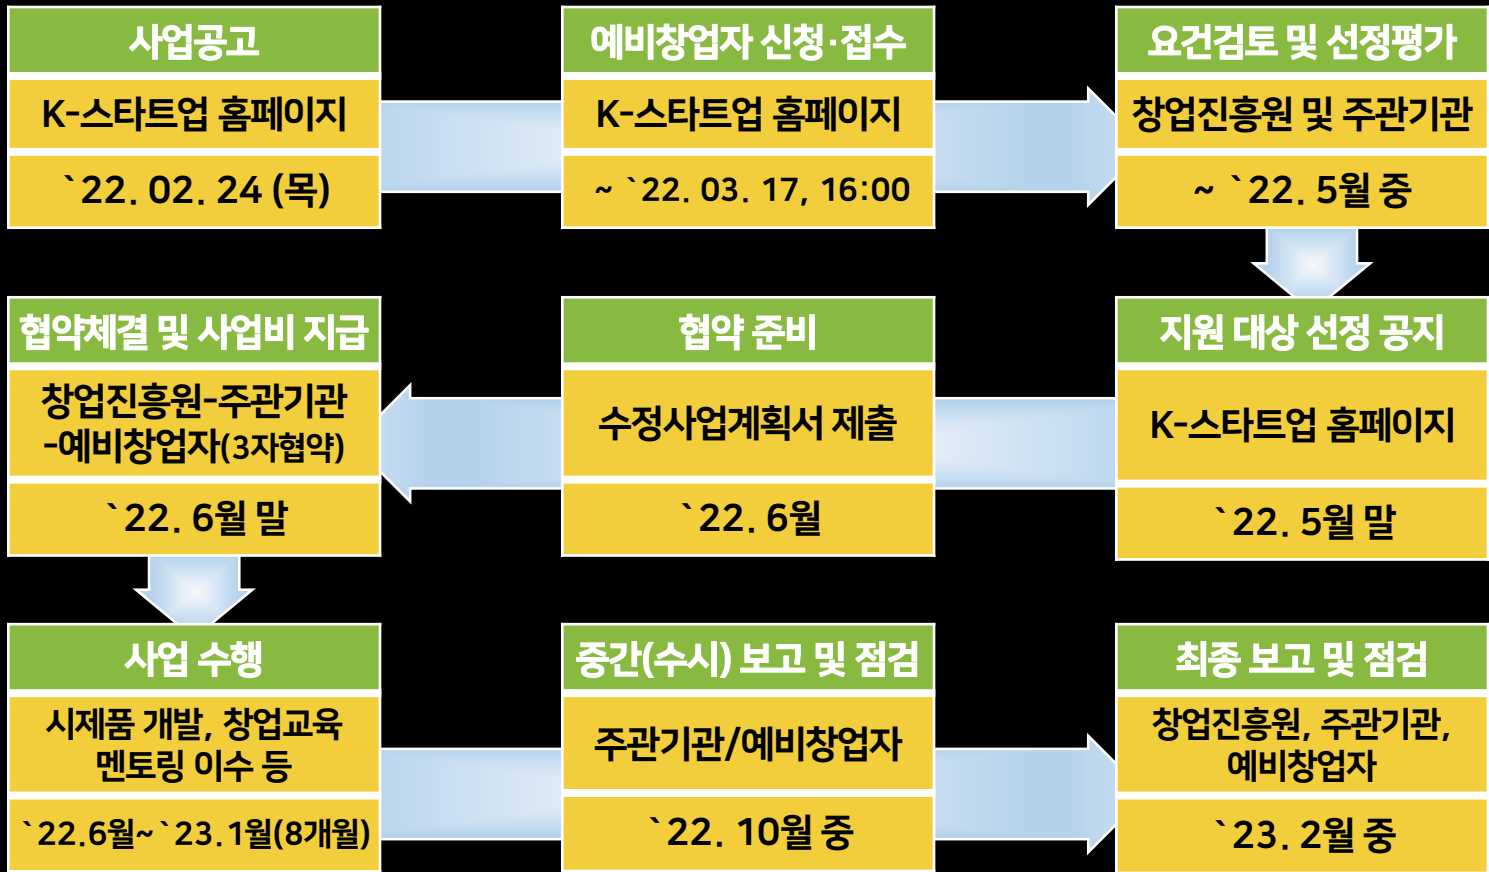 사업공고
K-스타트업 홈페이지
`22. 02. 24 (목)
예비창업자 신청·접수
K-스타트업 홈페이지
~ `22. 03. 17, 16:00
요건검토 및 선정평가
창업진흥원 및 주관기관
~ `22. 5월 중
협약체결 및 사업비 지급
창업진흥원-주관기관
-예비창업자(3자협약)
`22. 6월 말
협약 준비
수정사업계획서 제출
`22. 6월
지원 대상 선정 공지
K-스타트업 홈페이지
`22. 5월 말
사업 수행
시제품 개발, 창업교육
멘토링 이수 등
`22.6월~`23.1월(8개월)
중간(수시) 보고 및 점검
주관기관/예비창업자
`22. 10월 중
최종 보고 및 점검
창업진흥원, 주관기관,
예비창업자
`23. 2월 중